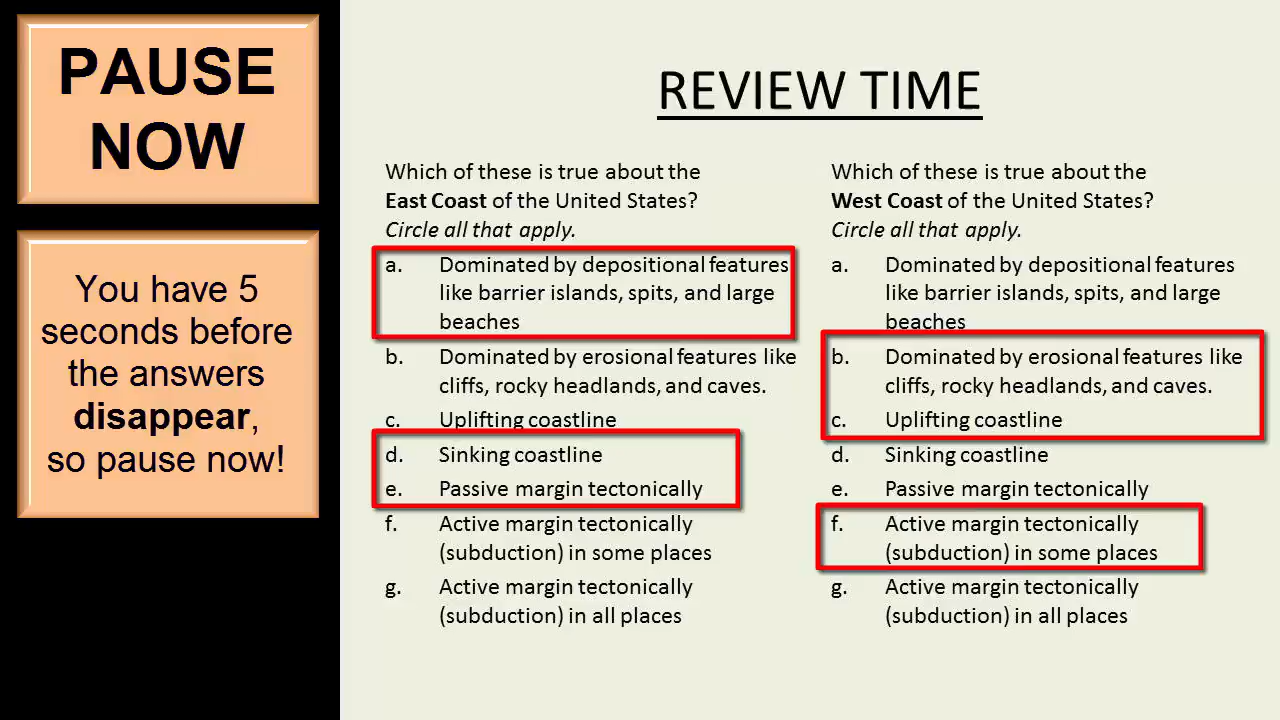 PAUSE
NOW
You have 5
seconds before
the answers
disappear,
so pause now!
REVIEW TIME
Which of these is true about the
East Coast of the United States?
Circle all that apply.
a. Dominated by depositional features
like barrier islands, spits, and large
beaches
b. Dominated by erosional features like
cliffs, rocky headlands, and caves.
c. Uplifting coastline
d. Sinking coastline
e. Passive margin tectonically
f. Active margin tectonically
(subduction) in some places
g. Active margin tectonically
(subduction) in all places
Which of these is true about the
West Coast of the United States?
Circle all that apply.
a. Dominated by depositional features
like barrier islands, spits, and large
beaches
b. Dominated by erosional features like
cliffs, rocky headlands, and caves.
c. Uplifting coastline
d. Sinking coastline
e. Passive margin tectonically
f. Active margin tectonically
(subduction) in some places
g. Active margin tectonically
(subduction) in all places